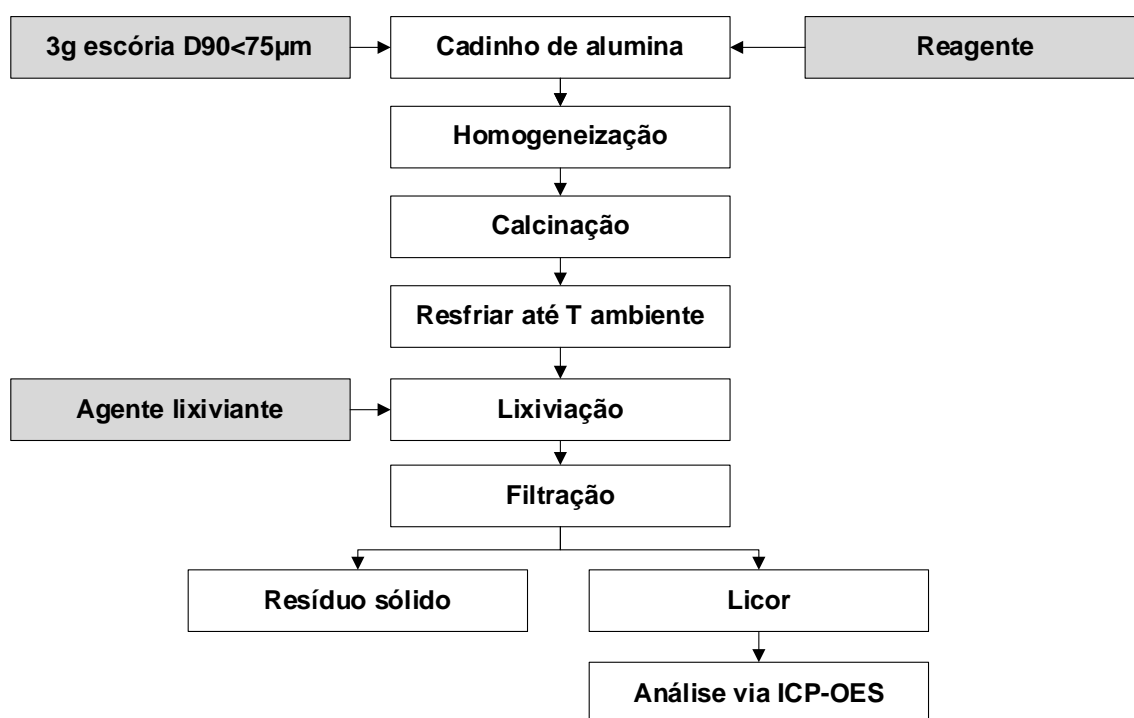 3g escória D90<75µm
Cadinho de alumina
Reagente
Homogeneização
Calcinação
Resfriar até T ambiente
Agente lixiviante
Lixiviação
Filtração
Resíduo sólido
Licor
Análise via ICP-OES